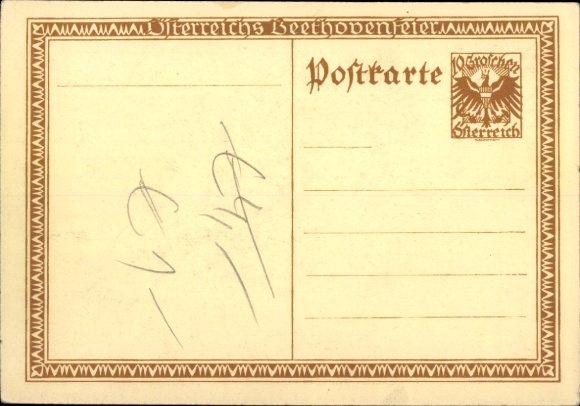 Österreichs Beethovenfeier
Postkarte
10 Groschen
Österreich